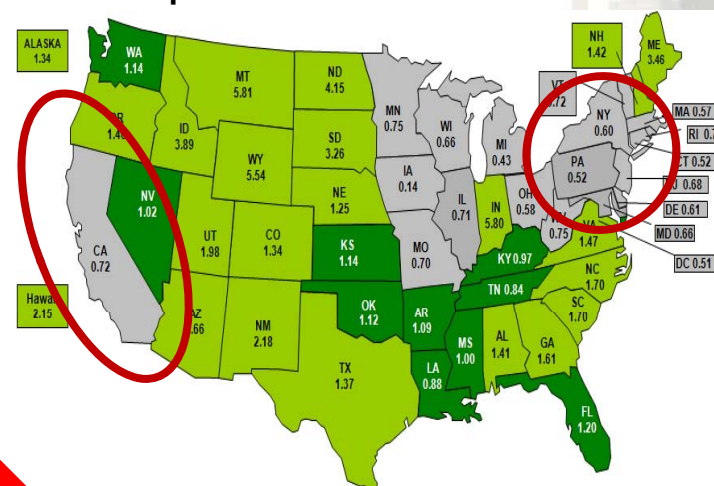 ALASKA
1.34
WA
1.14
MT
5.81
ND
4.15
NH
1.42
ME
3.46
MN
0.75
NY
0.60
MA 0.57
ID
3.89
SD
3.26
WI
0.66
MI
0.43
RI
CT 0.52
WY
5.54
IA
0.14
PA
0.52
0.68
NV
1.02
NE
1.25
IL
0.71
IN
5.80
OH
0.58
DE 0.61
MD 0.66
CA
0.72
UT
1.98
CO
1.34
KS
1.14
MO
0.70
0.75
1.47
KY 0.97
DC 0.51
Hawa
2.15
NM
2.18
OK
1.12
AR
1.09
TN 0.84
NC
1.70
SC
1.70
TX
1.37
LA
0.88
MS
1.00
AL
1.41
GA
1.61
FL
1.20